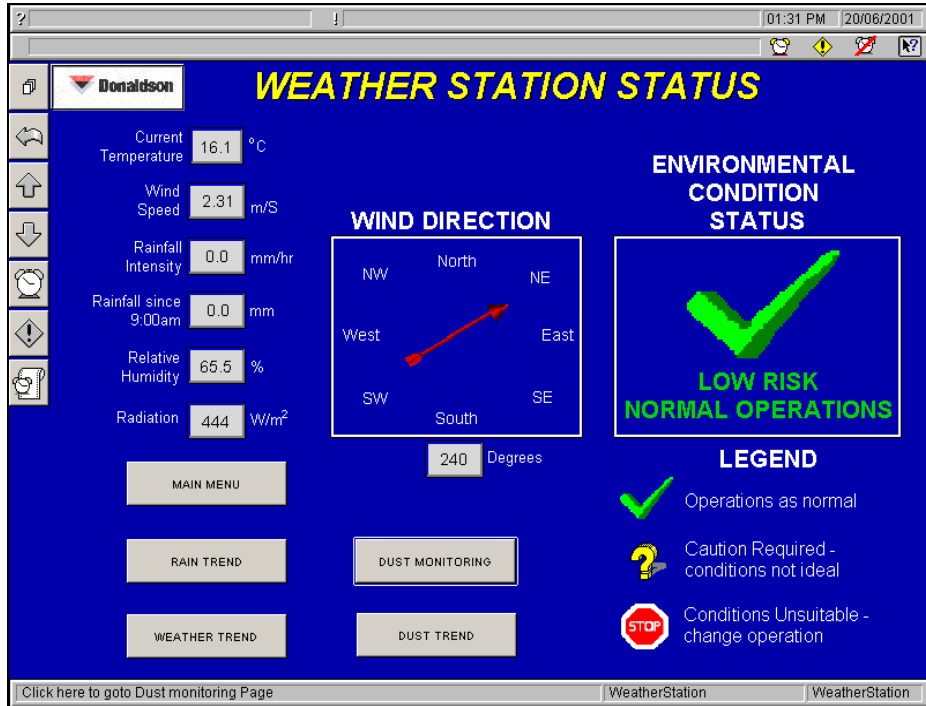 ?
!
01:31 PM 20/06/2001
?
Donaldson
WEATHER STATION STATUS
Current
Temperature 16.1 °C
Wind
Speed 2.31 m/S
Rainfall
Intensity 0.0 mm/hr
Rainfall since
9:00am 0.0 mm
Relative
Humidity 65.5 %
Radiation 444 W/m²
WIND DIRECTION
North
NW NE
West East
SW SE
South
240 Degrees
ENVIRONMENTAL
CONDITION
STATUS
LOW RISK
NORMAL OPERATIONS
LEGEND
Operations as normal
Caution Required -
conditions not ideal
STOP
Conditions Unsuitable -
change operation
MAIN MENU
RAIN TREND
DUST MONITORING
WEATHER TREND
DUST TREND
Click here to goto Dust monitoring Page
WeatherStation
WeatherStation